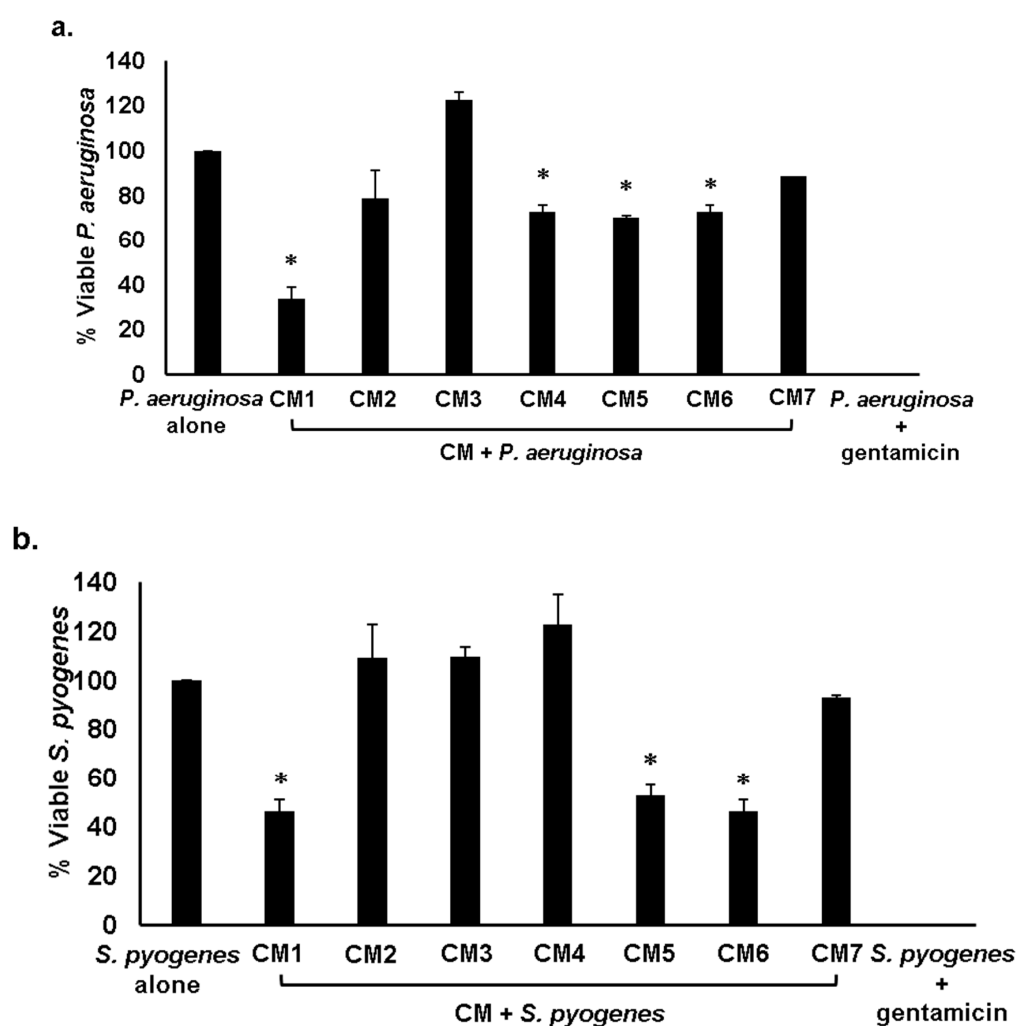 a.
% Viable P. aeruginosa
140
120
100
80
60
40
20
0
*
*
*
*
P. aeruginosa alone
CM1 CM2 CM3 CM4 CM5 CM6 CM7
P. aeruginosa
+
gentamicin
CM + P. aeruginosa
b.
% Viable S. pyogenes
140
120
100
80
60
40
20
0
*
*
*
S. pyogenes alone
CM1 CM2 CM3 CM4 CM5 CM6 CM7
S. pyogenes
+
gentamicin
CM + S. pyogenes